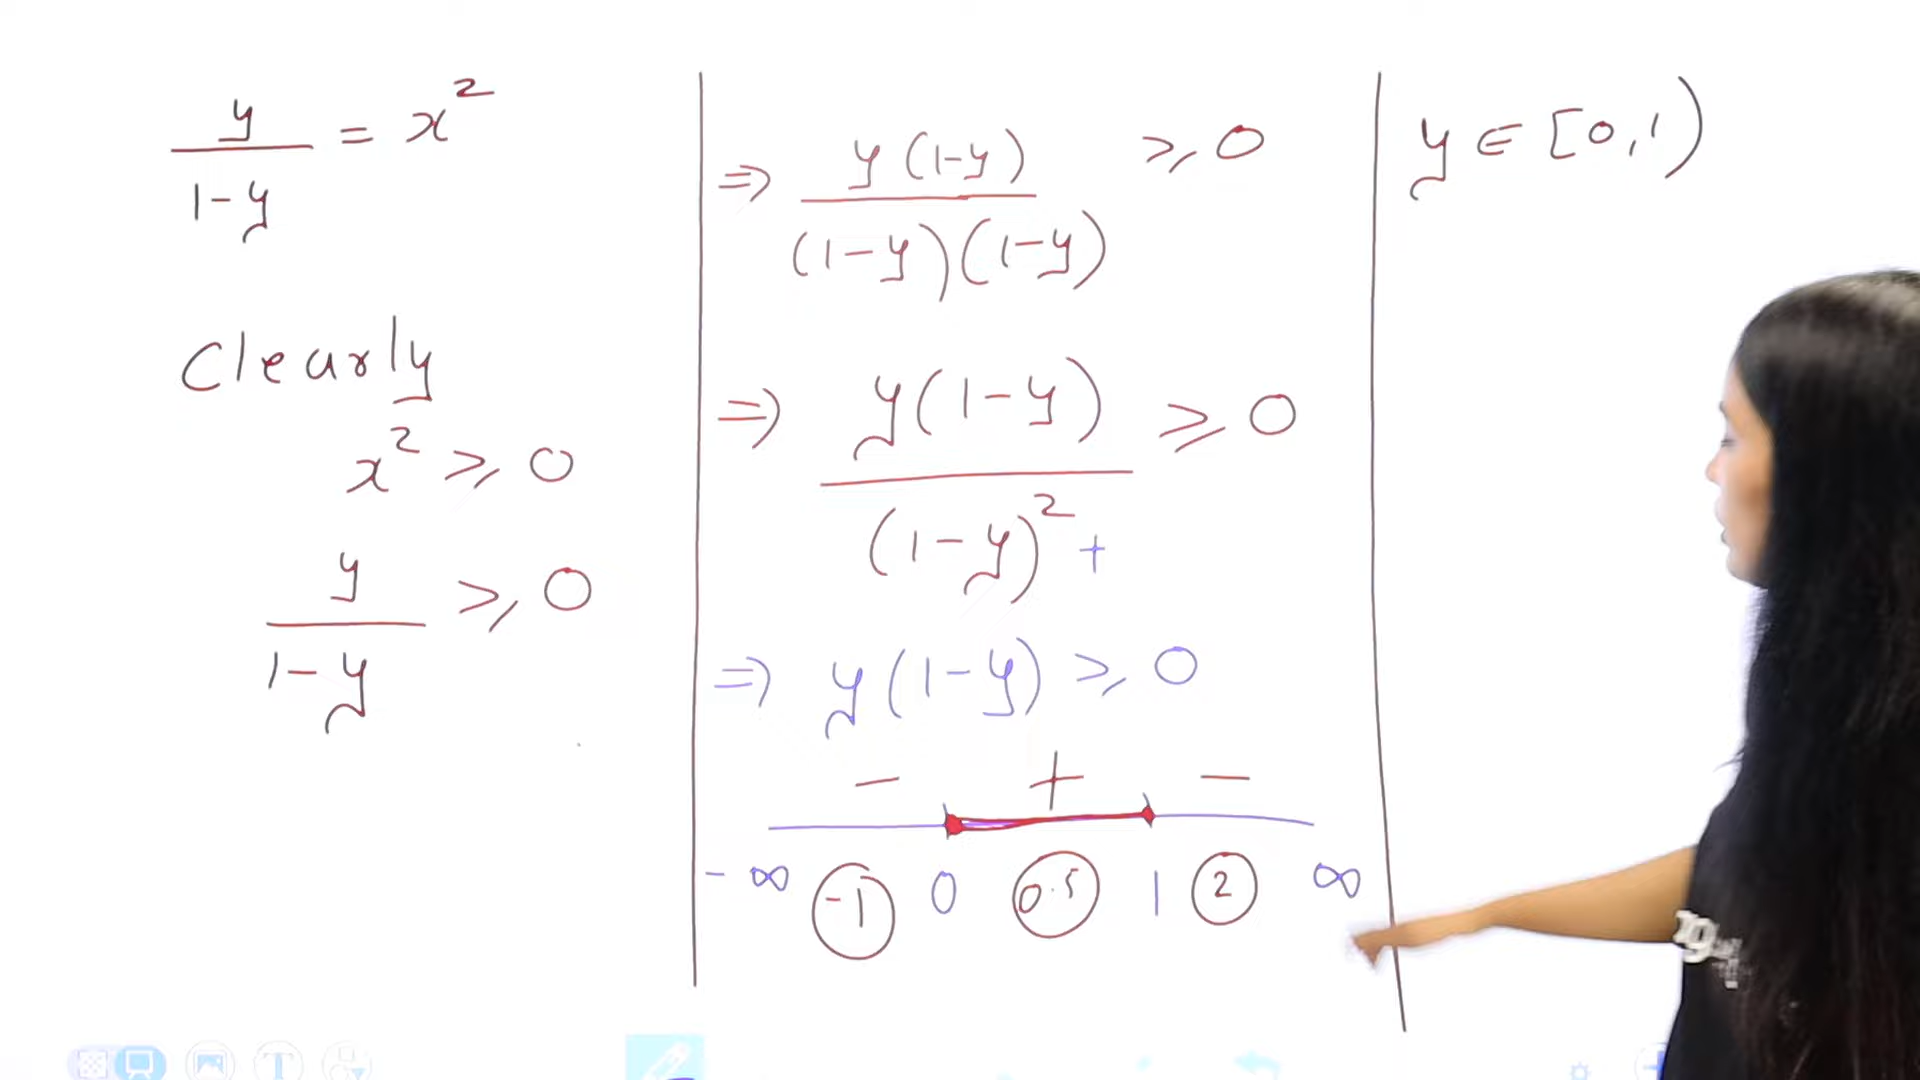 y/(1-y) = x²
Clearly
x² ≥ 0
y/(1-y) ≥ 0
⇒ y(1-y)/((1-y)(1-y)) ≥ 0
⇒ y(1-y)/(1-y)² ≥ 0
+
⇒ y(1-y) ≥ 0
- + -
-∞ -1 0 0.5 1 2 ∞
y ∈ [0,1)